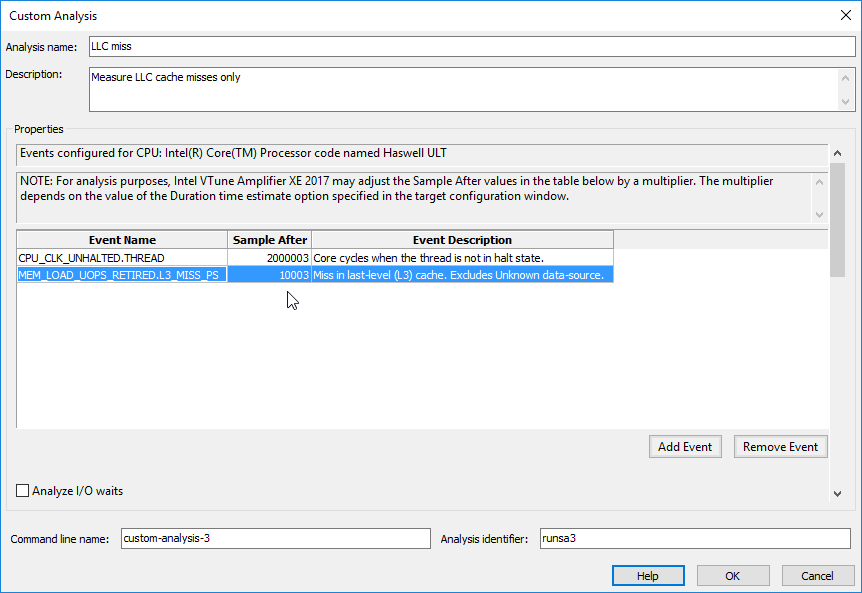 Custom Analysis
Analysis name: LLC miss
Description: Measure LLC cache misses only
Properties
Events configured for CPU: Intel(R) Core(TM) Processor code named Haswell ULT
NOTE: For analysis purposes, Intel VTune Amplifier XE 2017 may adjust the Sample After values in the table below by a multiplier. The multiplier
depends on the value of the Duration time estimate option specified in the target configuration window.
Event Name Sample After Event Description
CPU_CLK_UNHALTED.THREAD 2000003 Core cycles when the thread is not in halt state.
MEM_LOAD_UOPS_RETIRED.L3_MISS_PS 10003 Miss in last-level (L3) cache. Excludes Unknown data-source.
Add Event Remove Event
Analyze I/O waits
Command line name: custom-analysis-3 Analysis identifier: runsa3
Help OK Cancel